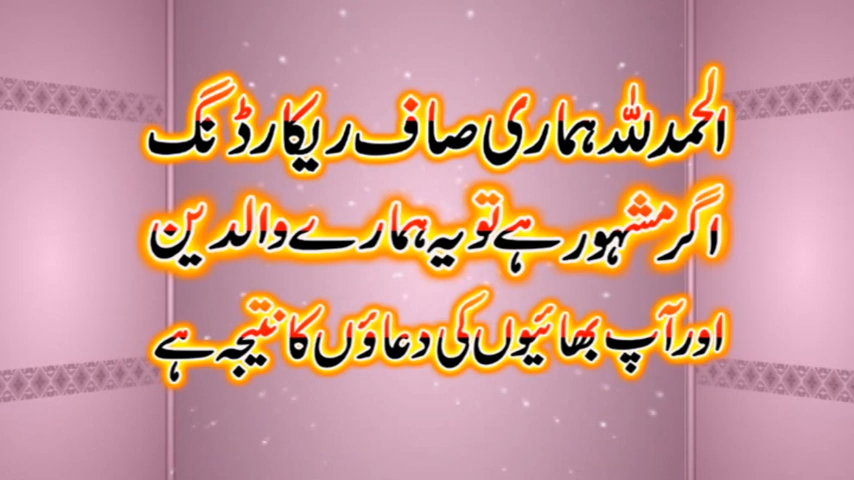 الحمدللہ ہماری صاف ریکارڈنگ
اگر مشہور ہے تو یہ ہمارے والدین
اور آپ بھائیوں کی دعاؤں کا نتیجہ ہے